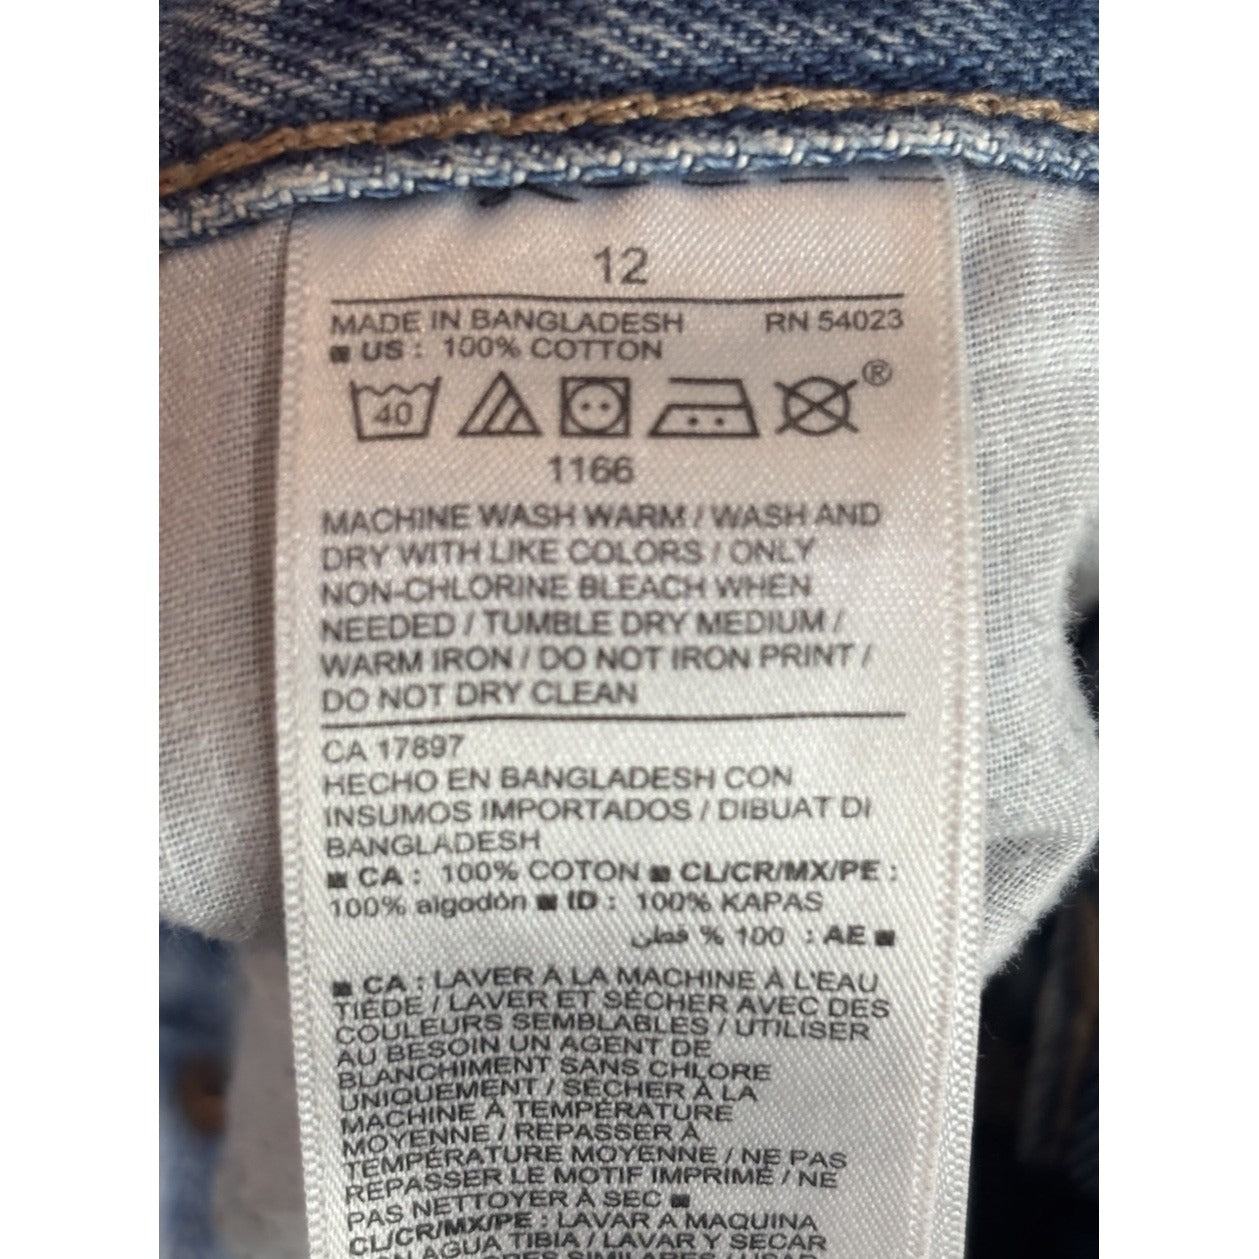 12
MADE IN BANGLADESH RN 54023
■ US : 100% COTTON
40 ®
1166
MACHINE WASH WARM / WASH AND
DRY WITH LIKE COLORS / ONLY
NON-CHLORINE BLEACH WHEN
NEEDED / TUMBLE DRY MEDIUM /
WARM IRON / DO NOT IRON PRINT /
DO NOT DRY CLEAN
CA 17897
HECHO EN BANGLADESH CON
INSUMOS IMPORTADOS / DIBUAT DI
BANGLADESH
■ CA : 100% COTON ■ CL/CR/MX/PE :
100% algodón ■ ID : 100% KAPAS
■ AE : 100 % قطن
■ CA : LAVER À LA MACHINE À L'EAU
TIÈDE / LAVER ET SÉCHER AVEC DES
COULEURS SEMBLABLES / UTILISER
AU BESOIN UN AGENT DE
BLANCHIMENT SANS CHLORE
UNIQUEMENT / SÉCHER À LA
MACHINE À TEMPÉRATURE
MOYENNE / REPASSER À
TEMPÉRATURE MOYENNE / NE PAS
REPASSER LE MOTIF IMPRIMÉ / NE
PAS NETTOYER À SEC ■
CL/CR/MX/PE : LAVAR A MAQUINA
AGUA TIBIA / LAVAR Y SECAR